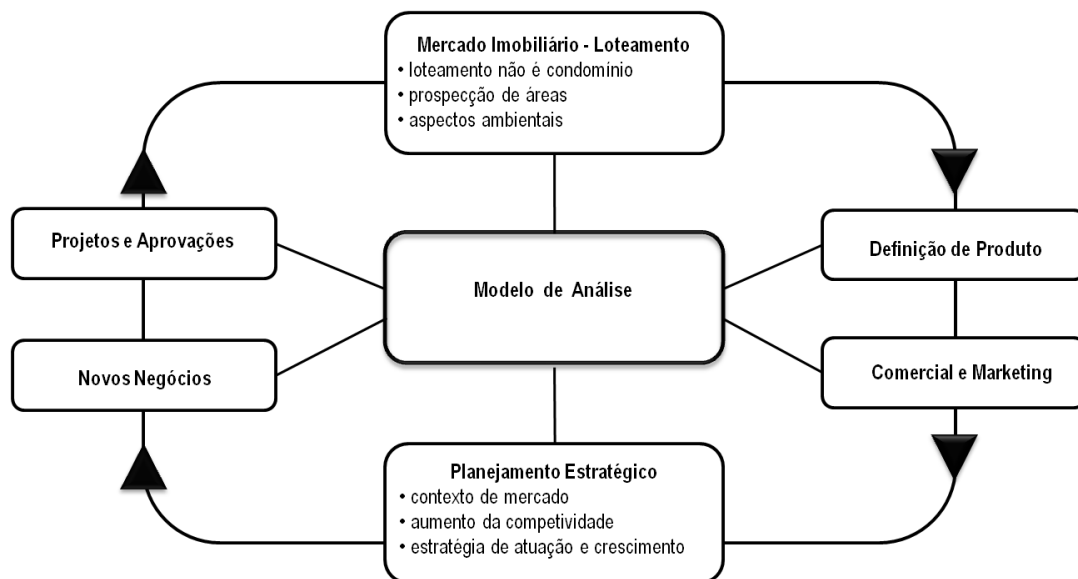 Mercado Imobiliário - Loteamento
• loteamento não é condomínio
• prospecção de áreas
• aspectos ambientais
Projetos e Aprovações
Modelo de Análise
Definição de Produto
Novos Negócios
Comercial e Marketing
Planejamento Estratégico
• contexto de mercado
• aumento da competividade
• estratégia de atuação e crescimento